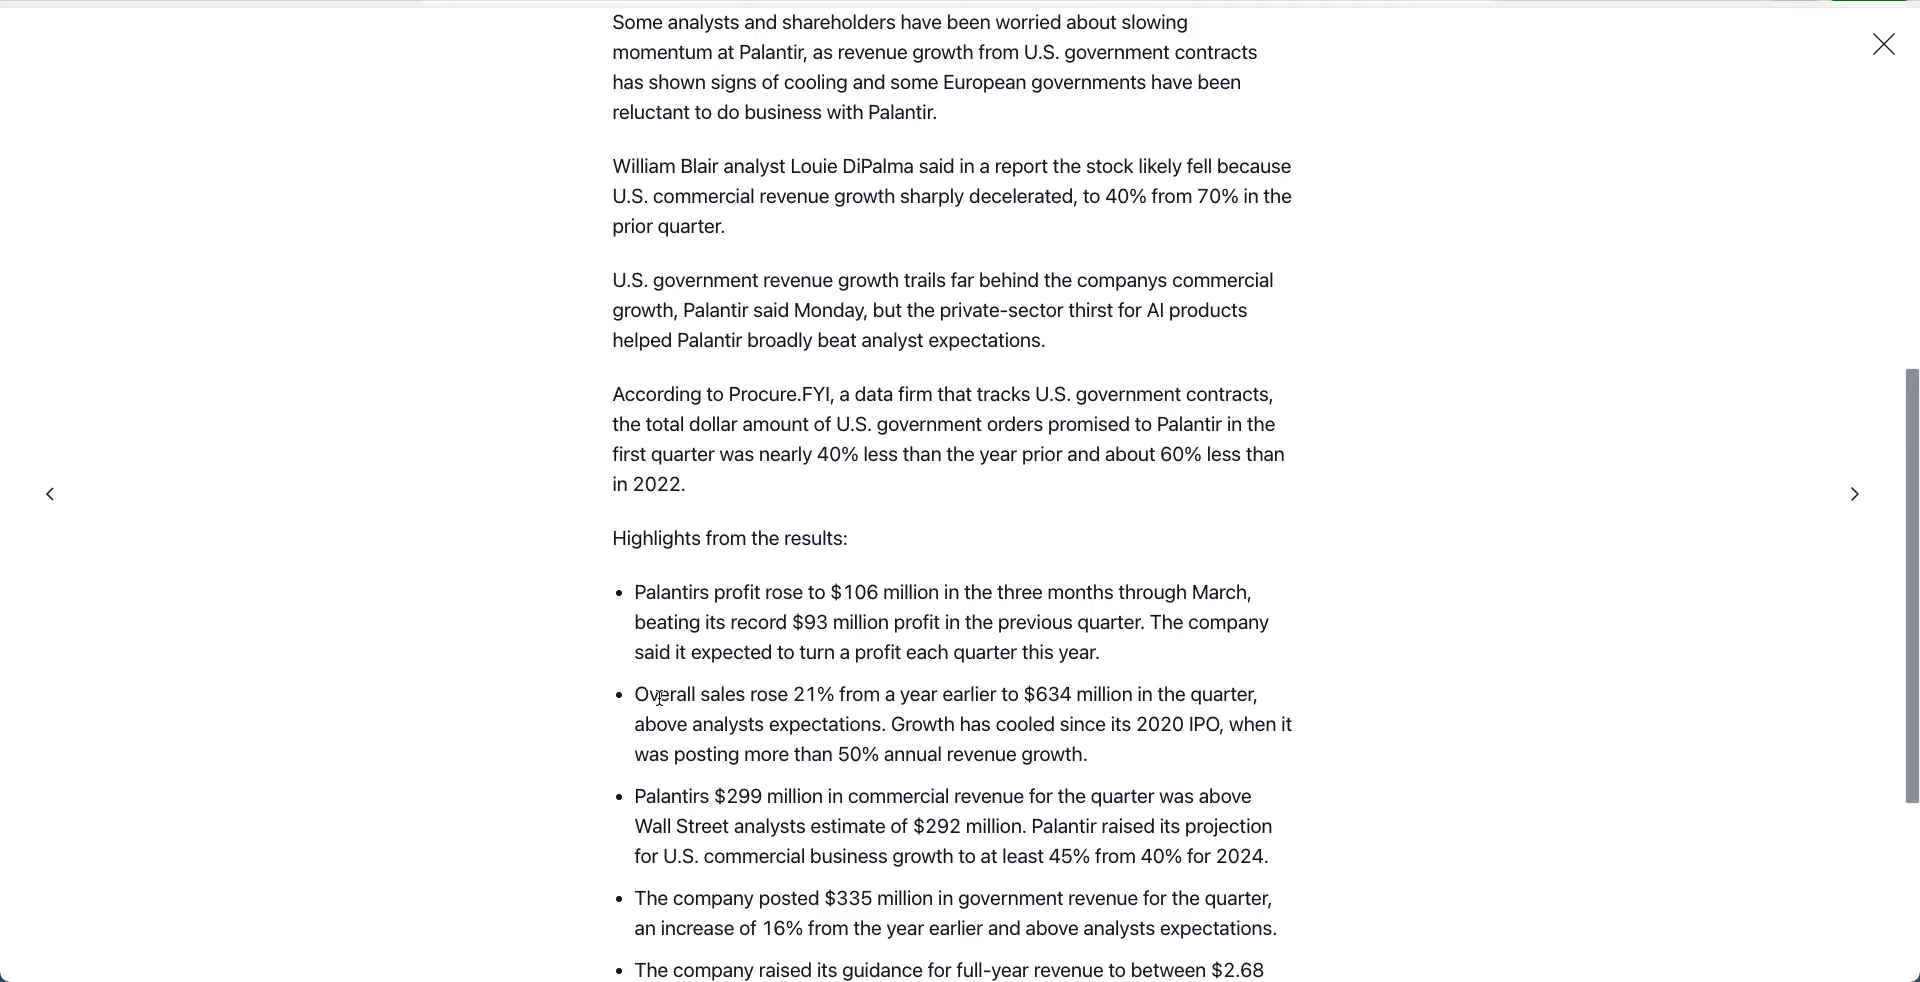 Some analysts and shareholders have been worried about slowing
momentum at Palantir, as revenue growth from U.S. government contracts
has shown signs of cooling and some European governments have been
reluctant to do business with Palantir.
William Blair analyst Louie DiPalma said in a report the stock likely fell because
U.S. commercial revenue growth sharply decelerated, to 40% from 70% in the
prior quarter.
U.S. government revenue growth trails far behind the companys commercial
growth, Palantir said Monday, but the private-sector thirst for AI products
helped Palantir broadly beat analyst expectations.
According to Procure.FYI, a data firm that tracks U.S. government contracts,
the total dollar amount of U.S. government orders promised to Palantir in the
first quarter was nearly 40% less than the year prior and about 60% less than
in 2022.
Highlights from the results:
• Palantirs profit rose to $106 million in the three months through March,
beating its record $93 million profit in the previous quarter. The company
said it expected to turn a profit each quarter this year.
• Overall sales rose 21% from a year earlier to $634 million in the quarter,
above analysts expectations. Growth has cooled since its 2020 IPO, when it
was posting more than 50% annual revenue growth.
• Palantirs $299 million in commercial revenue for the quarter was above
Wall Street analysts estimate of $292 million. Palantir raised its projection
for U.S. commercial business growth to at least 45% from 40% for 2024.
• The company posted $335 million in government revenue for the quarter,
an increase of 16% from the year earlier and above analysts expectations.
• The company raised its guidance for full-year revenue to between $2.68